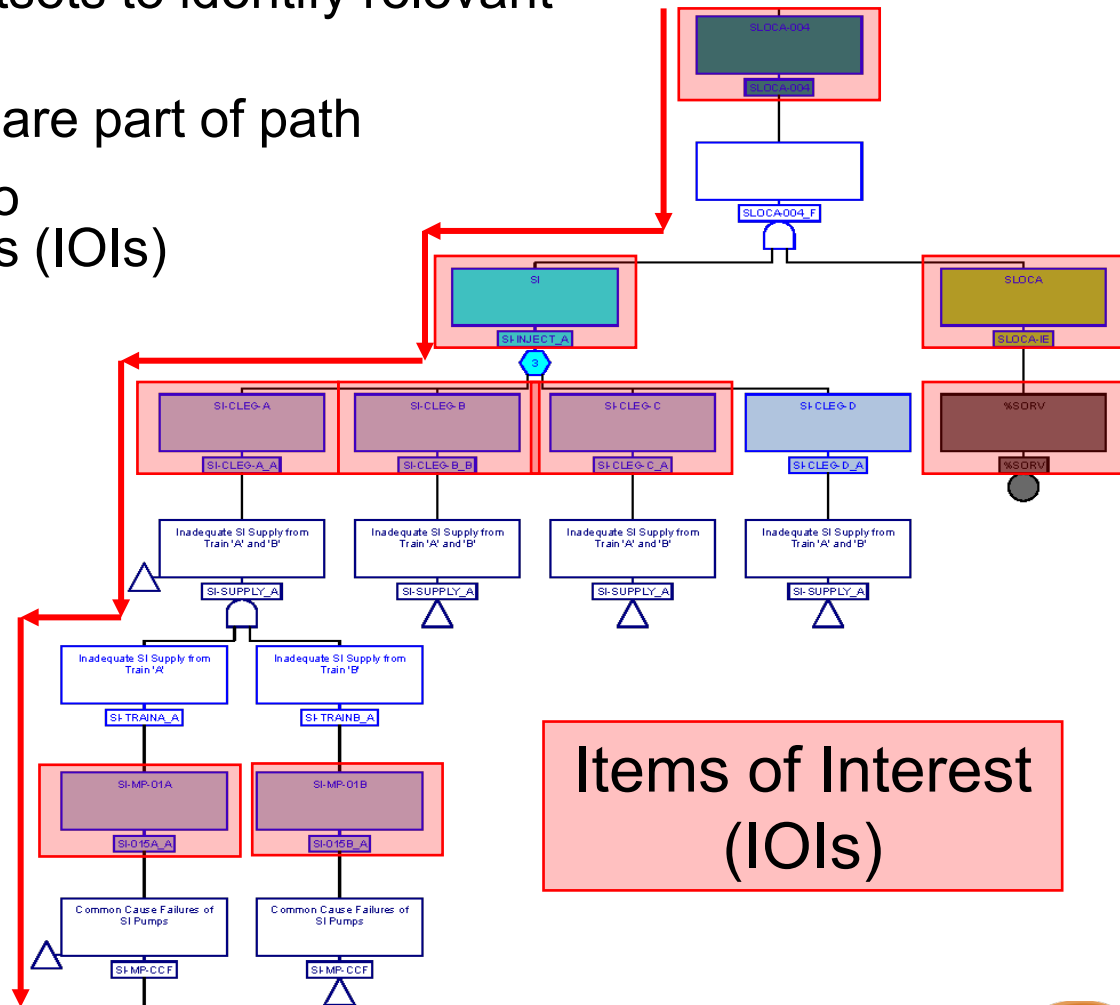 tsets to identify relevant
SLOCA-004
SLOCA-004
are part of path
SLOCA-004_F
s (IOIs)
SI
SLOCA
SI-INJECT_A
SLOCA-IE
3
SI-CLEG-A
SI-CLEG-B
SI-CLEG-C
SI-CLEG-D
%SORV
SI-CLEG-A_A
SI-CLEG-B_B
SI-CLEG-C_A
SI-CLEG-D_A
%SORV
Inadequate SI Supply from
Train 'A' and 'B'
Inadequate SI Supply from
Train 'A' and 'B'
Inadequate SI Supply from
Train 'A' and 'B'
Inadequate SI Supply from
Train 'A' and 'B'
SI-SUPPLY_A
SI-SUPPLY_A
SI-SUPPLY_A
SI-SUPPLY_A
Inadequate SI Supply from
Train 'A'
Inadequate SI Supply from
Train 'B'
SI-TRAINA_A
SI-TRAINB_A
SI-MP-01A
SI-MP-01B
SI-015A_A
SI-015B_A
Items of Interest
(IOIs)
Common Cause Failures of
SI Pumps
Common Cause Failures of
SI Pumps
SI-MP-CCF
SI-MP-CCF